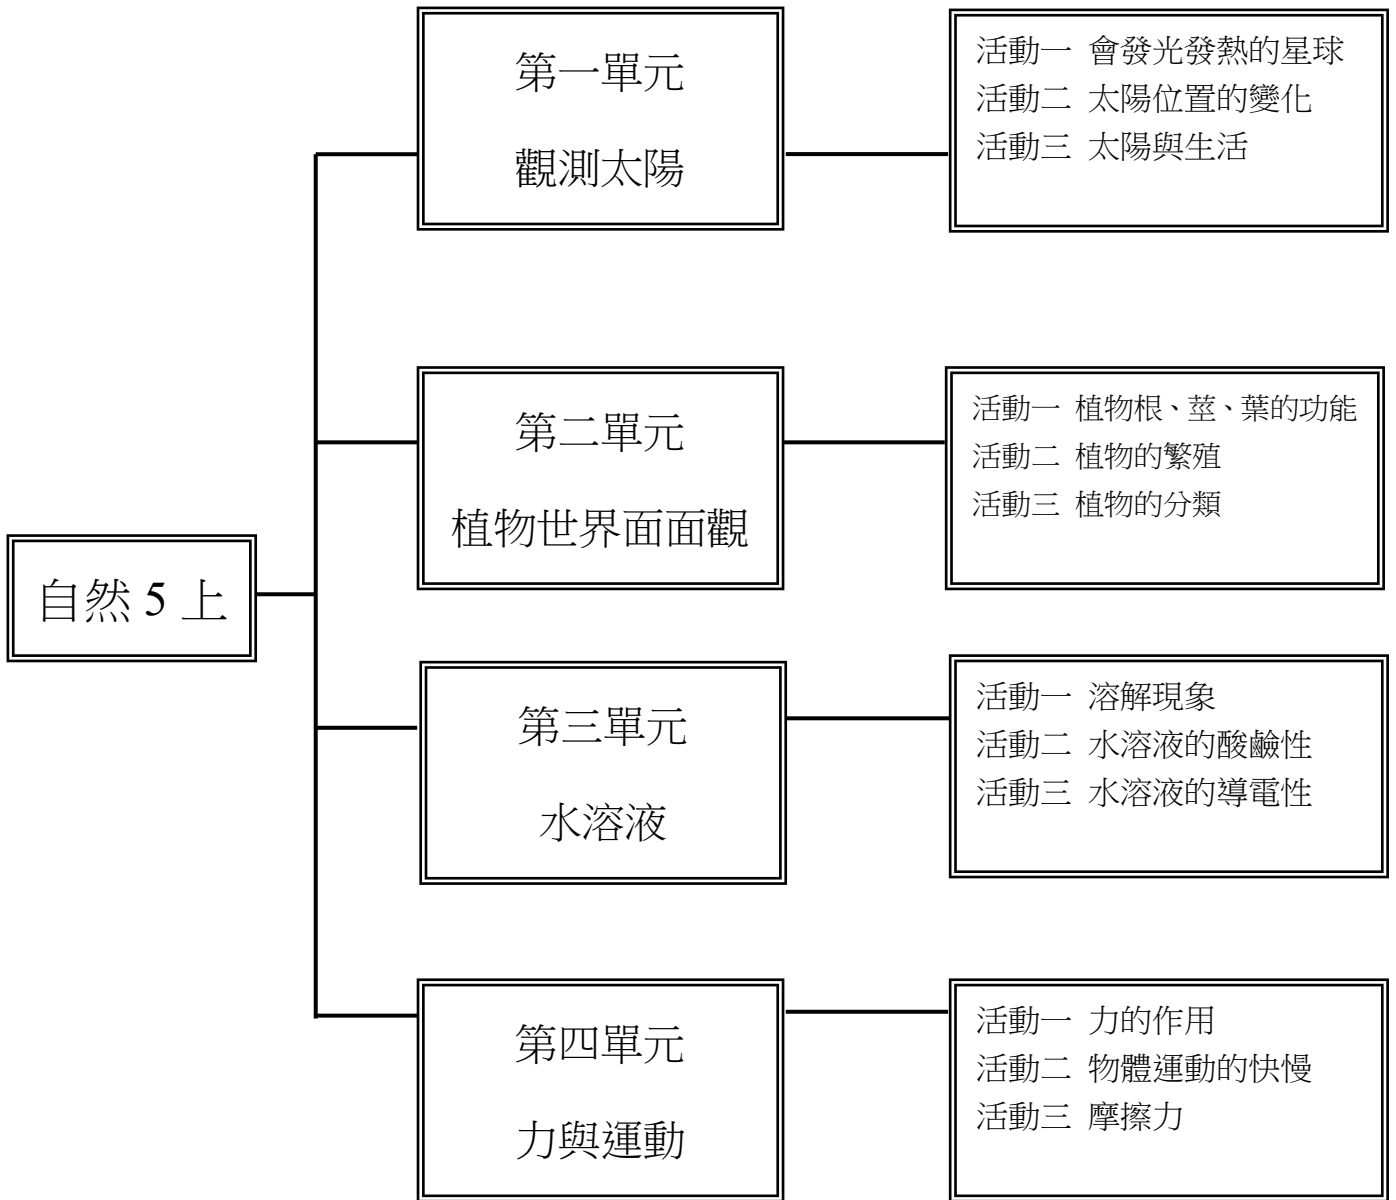 自然 5 上
第一單元
觀測太陽
活動一 會發光發熱的星球
活動二 太陽位置的變化
活動三 太陽與生活
第二單元
植物世界面面觀
活動一 植物根、莖、葉的功能
活動二 植物的繁殖
活動三 植物的分類
第三單元
水溶液
活動一 溶解現象
活動二 水溶液的酸鹼性
活動三 水溶液的導電性
第四單元
力與運動
活動一 力的作用
活動二 物體運動的快慢
活動三 摩擦力